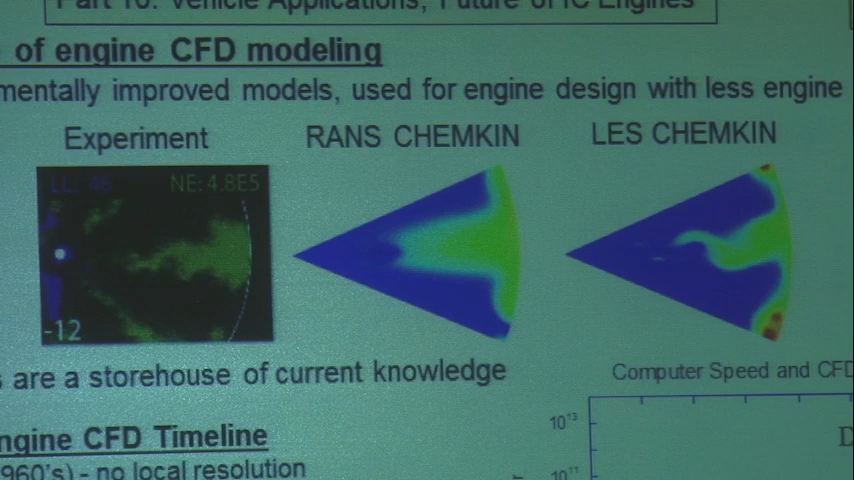 Part 10: Vehicle Applications, Future of IC Engines
of engine CFD modeling
mentally improved models, used for engine design with less engine
Experiment
RANS CHEMKIN
LES CHEMKIN
LL: 46
NE:4.8E5
-12
s are a storehouse of current knowledge
Computer Speed and CFD
ngine CFD Timeline
10¹³
D
960's) - no local resolution
10¹¹